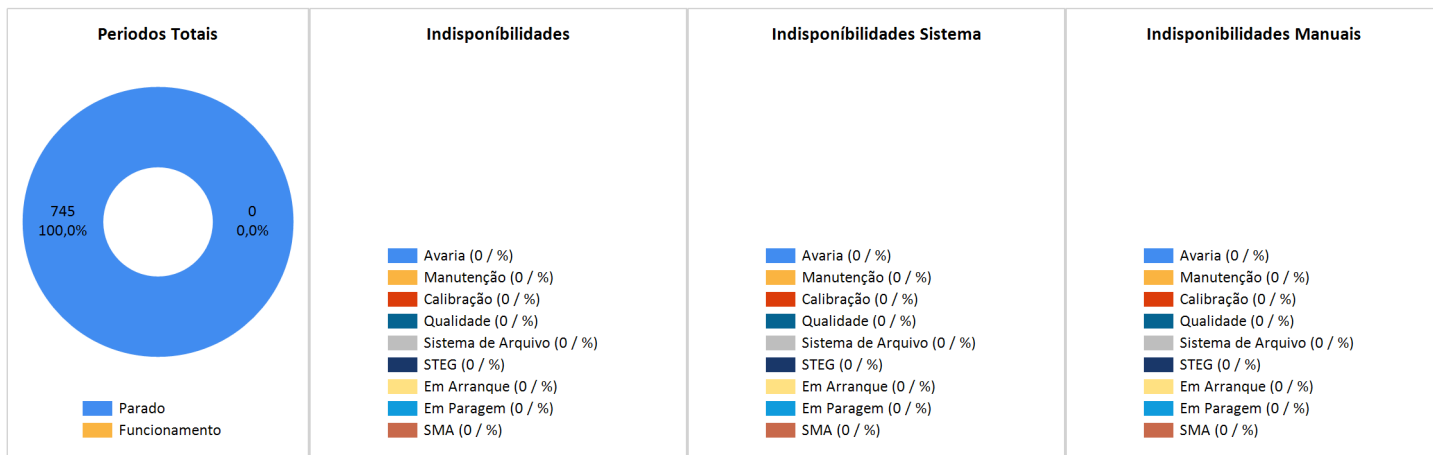 Periodos Totais
745
100,0%
0
0,0%
Parado
Funcionamento
Indisponíbilidades
Avaria (0 / %)
Manutenção (0 / %)
Calibração (0 / %)
Qualidade (0 / %)
Sistema de Arquivo (0 / %)
STEG (0 / %)
Em Arranque (0 / %)
Em Paragem (0 / %)
SMA (0 / %)
Indisponíbilidades Sistema
Avaria (0 / %)
Manutenção (0 / %)
Calibração (0 / %)
Qualidade (0 / %)
Sistema de Arquivo (0 / %)
STEG (0 / %)
Em Arranque (0 / %)
Em Paragem (0 / %)
SMA (0 / %)
Indisponibilidades Manuais
Avaria (0 / %)
Manutenção (0 / %)
Calibração (0 / %)
Qualidade (0 / %)
Sistema de Arquivo (0 / %)
STEG (0 / %)
Em Arranque (0 / %)
Em Paragem (0 / %)
SMA (0 / %)